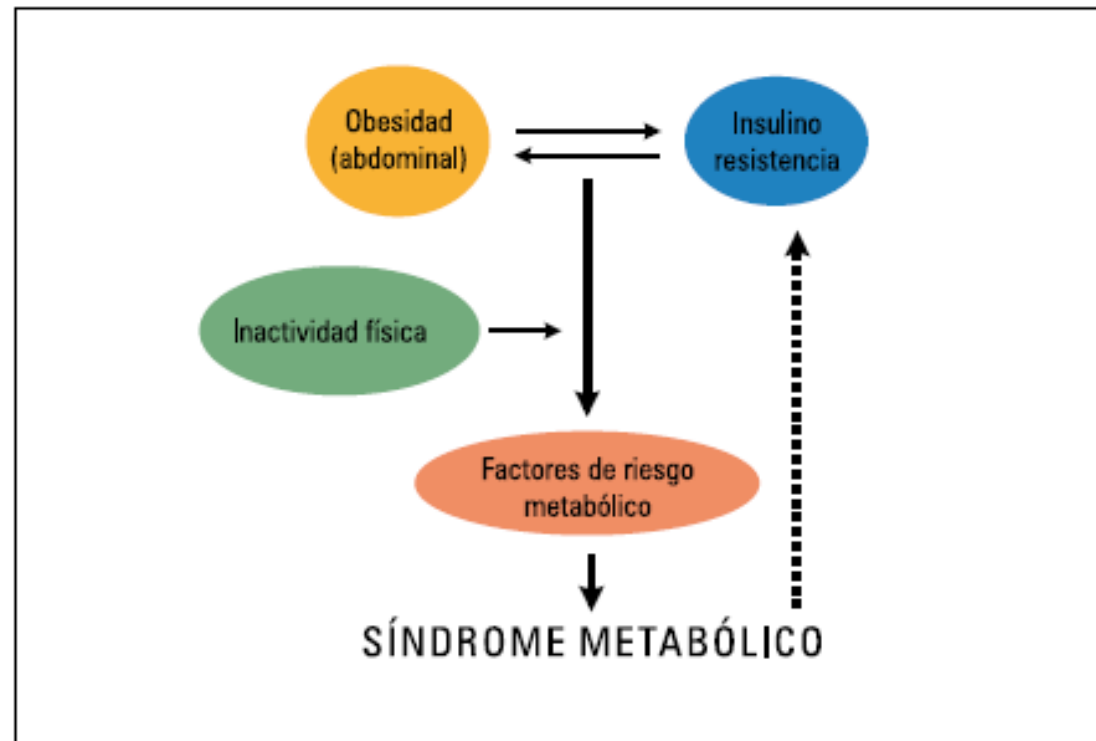 Obesidad
(abdominal)
Insulino
resistencia
Inactividad física
Factores de riesgo
metabólico
SÍNDROME METABÓLICO